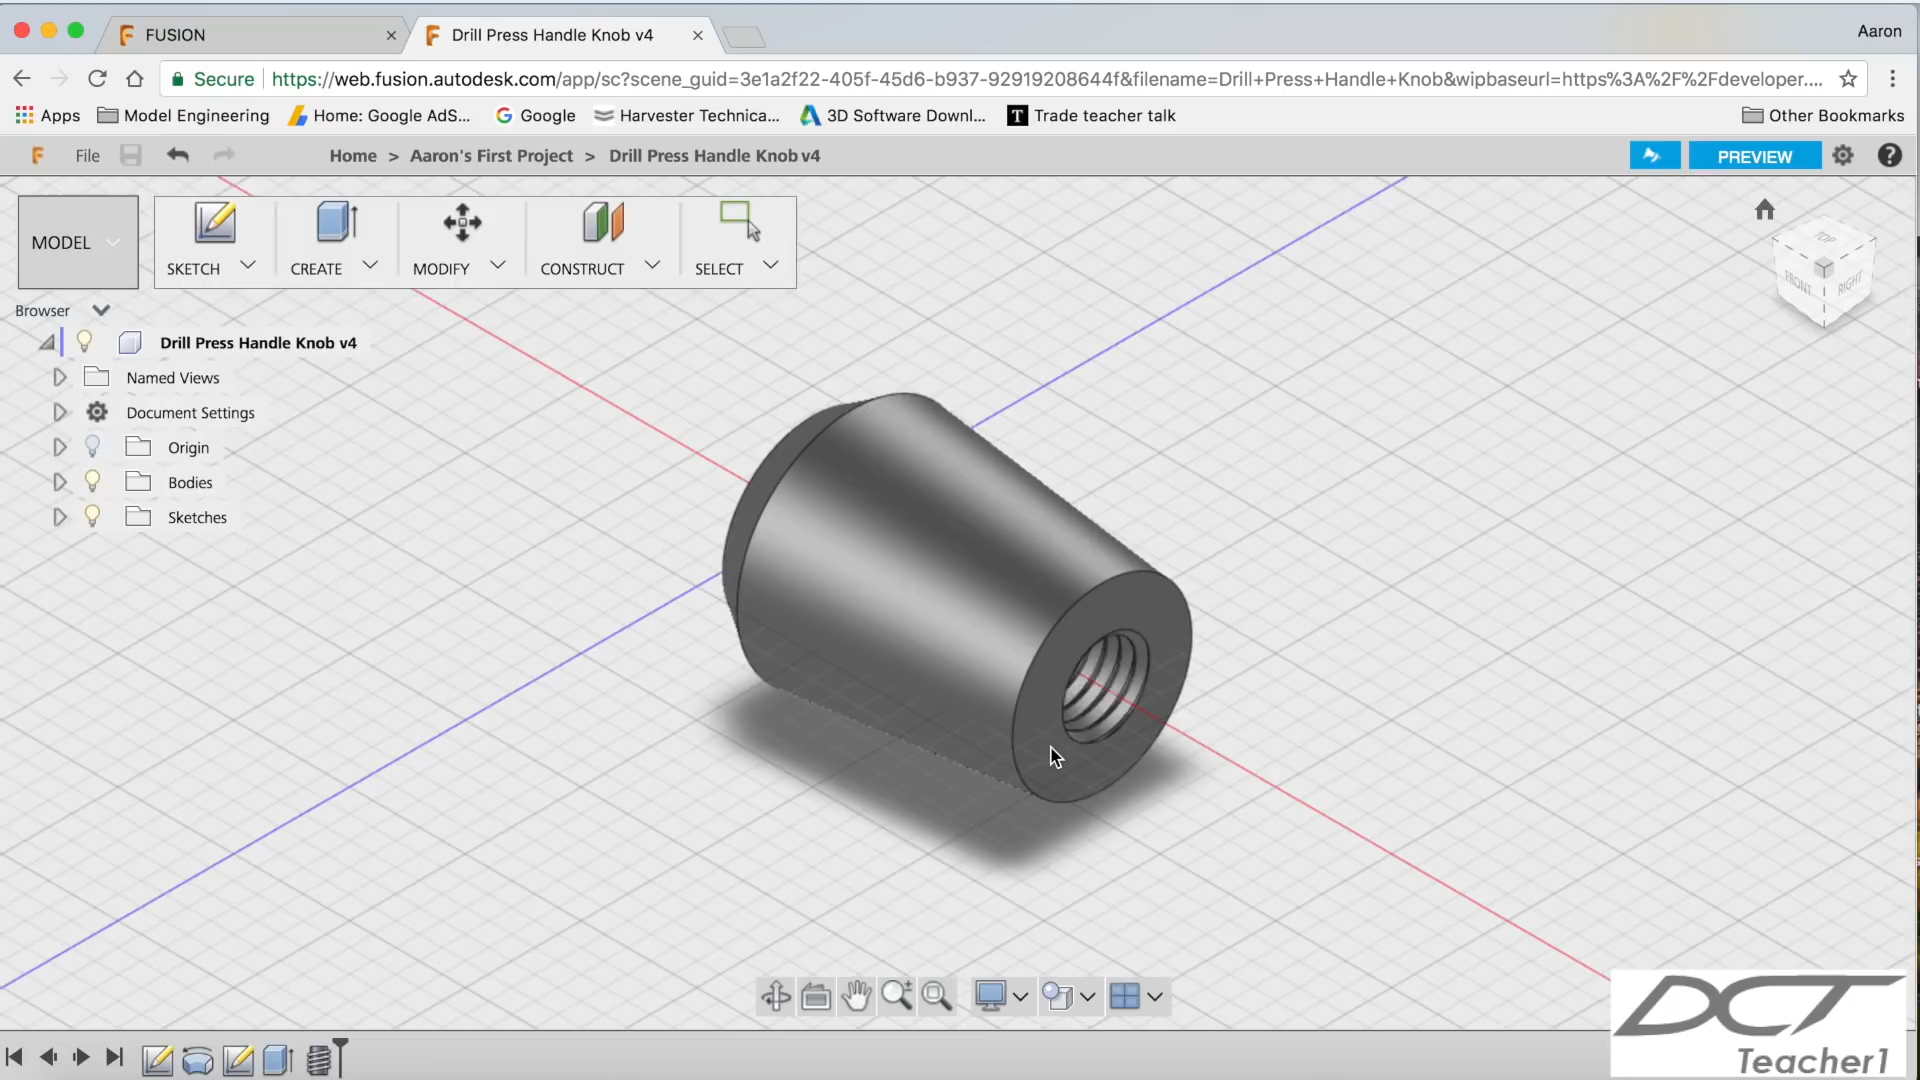 FUSION
Drill Press Handle Knob v4
Aaron
Secure
https://web.fusion.autodesk.com/app/sc?scene_guid=3e1a2f22-405f-45d6-b937-92919208644f&filename=Drill+Press+Handle+Knob&wipbaseurl=https%3A%2F%2Fdeveloper....
Apps
Model Engineering
Home: Google AdS...
Google
Harvester Technica...
3D Software Downl...
Trade teacher talk
Other Bookmarks
File
Home > Aaron's First Project > Drill Press Handle Knob v4
PREVIEW
MODEL
SKETCH
CREATE
MODIFY
CONSTRUCT
SELECT
TOP
FRONT
RIGHT
Browser
Drill Press Handle Knob v4
Named Views
Document Settings
Origin
Bodies
Sketches
DCT
Teacher1